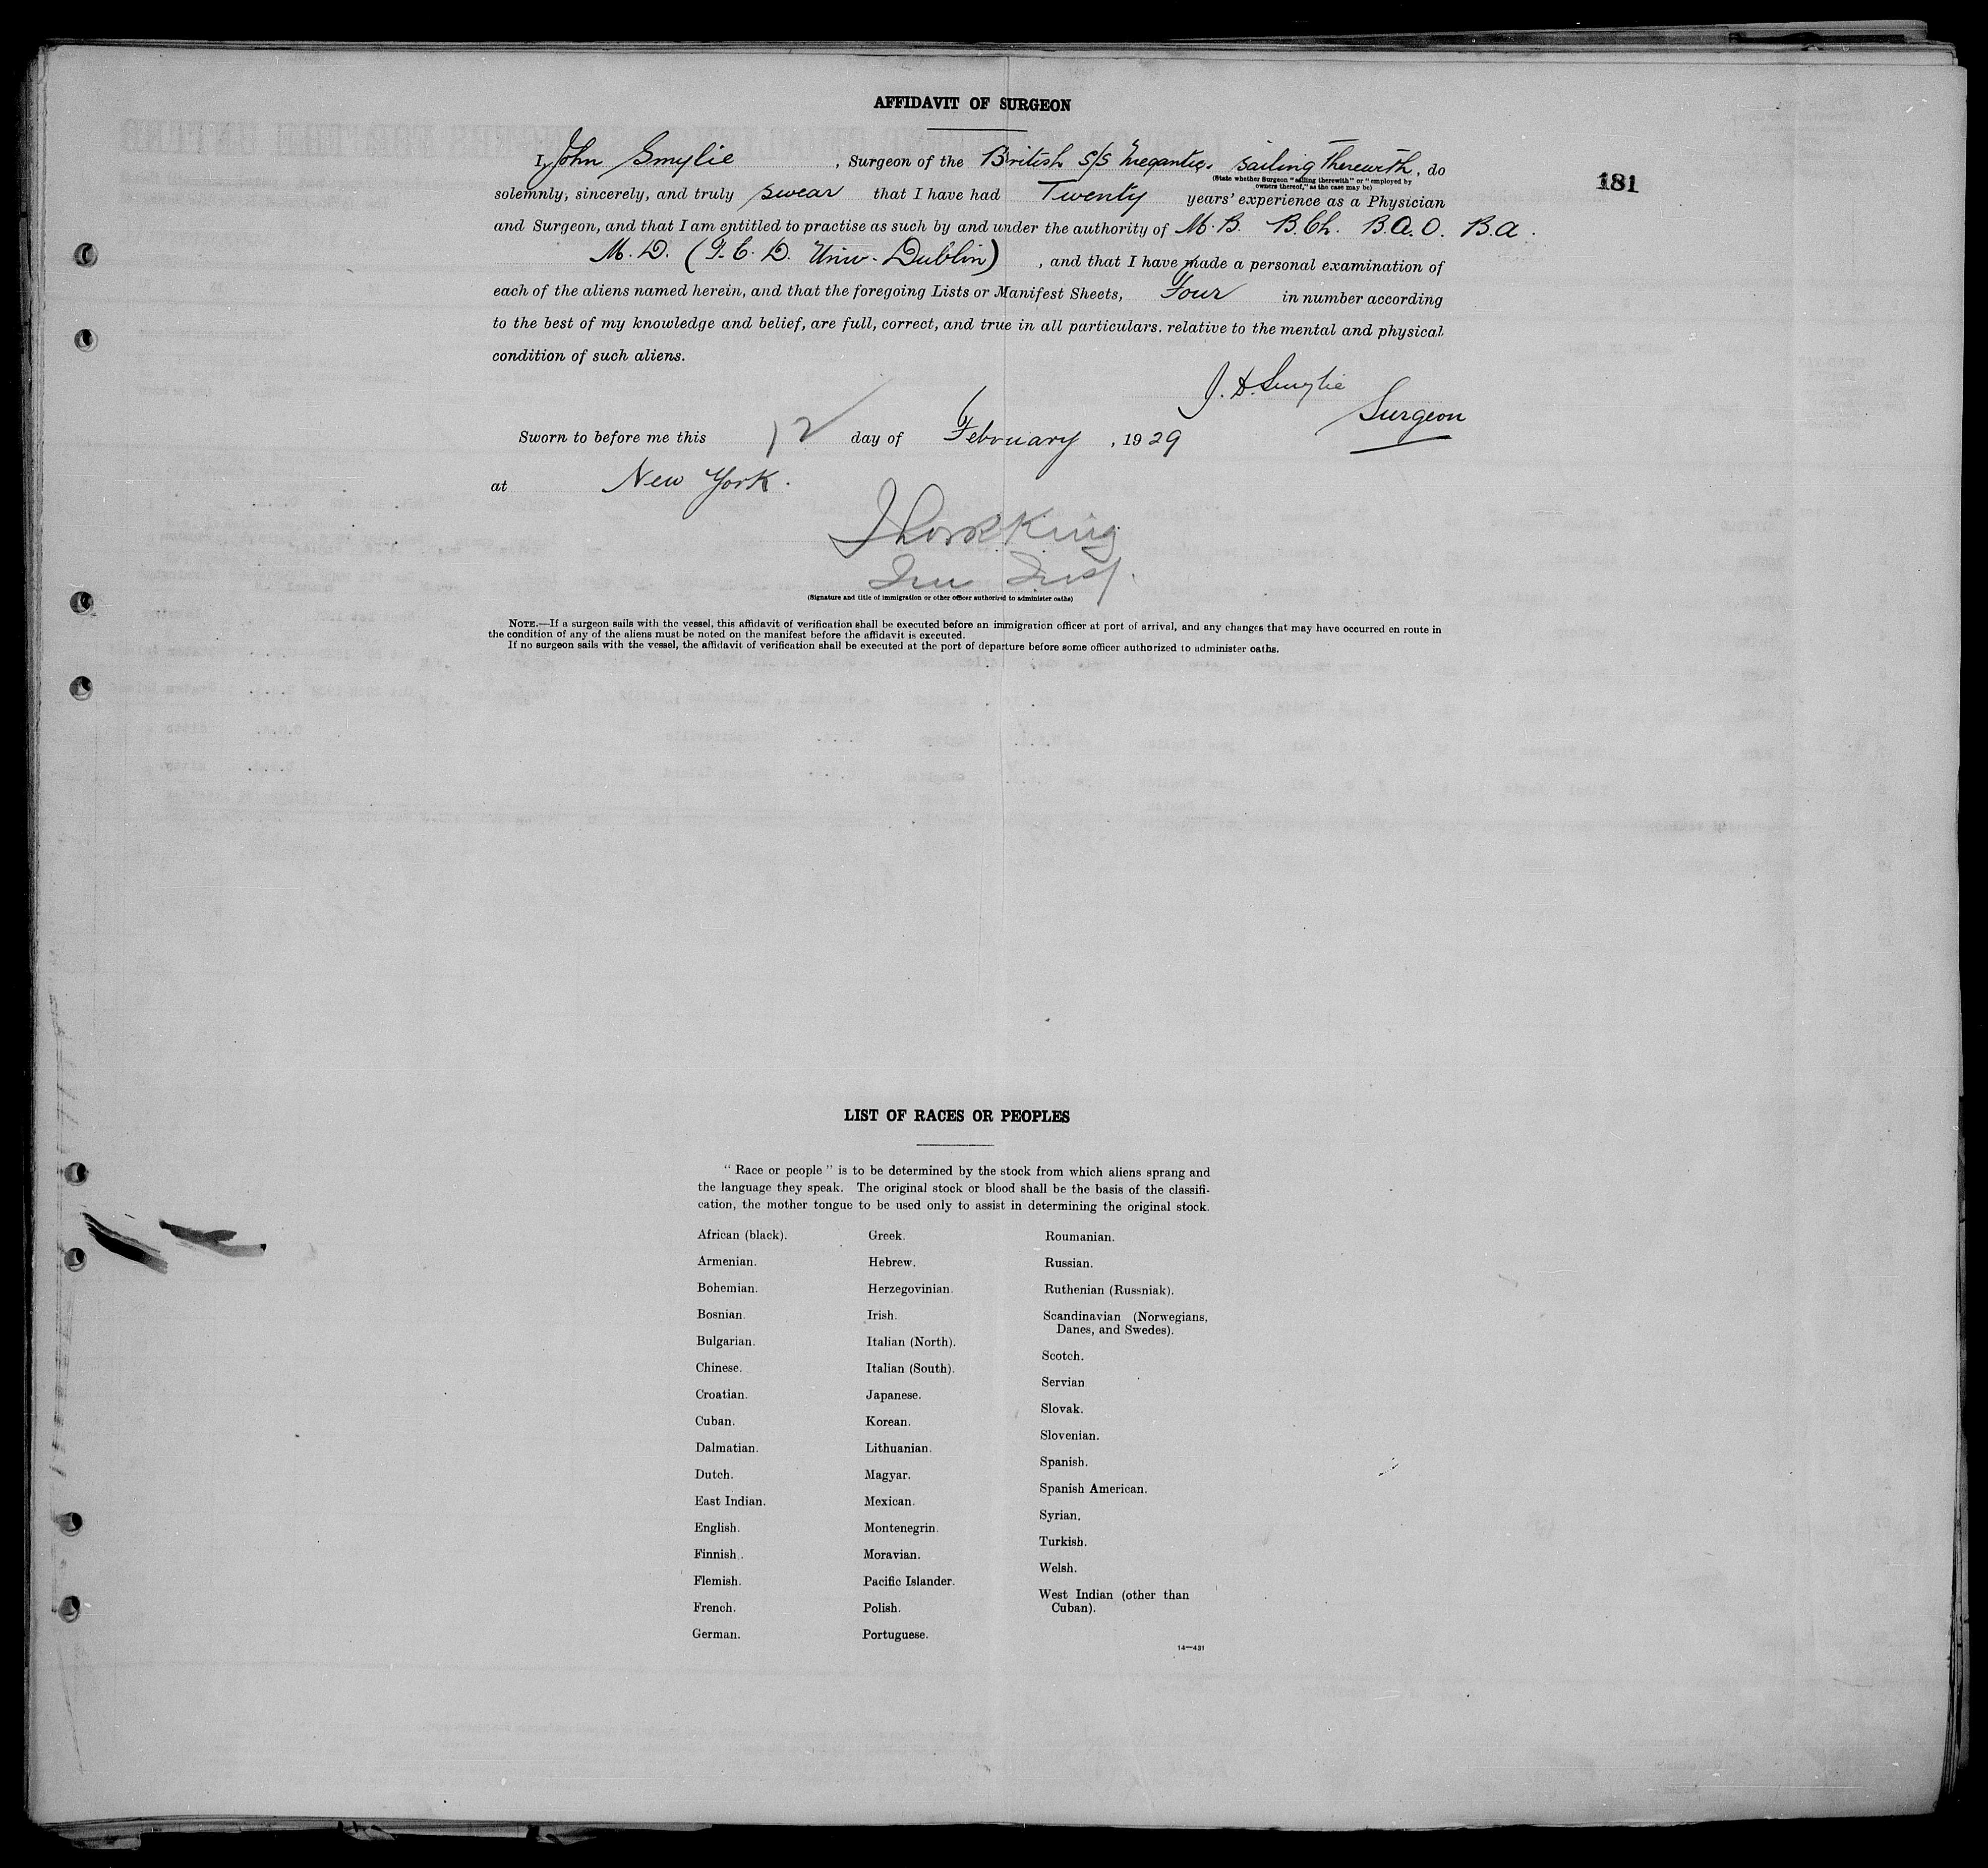 AFFIDAVIT OF SURGEON
I, John Smylie, Surgeon of the British S/S Megantic, sailing therewith, do
(State whether Surgeon "sailing therewith" or "employed by
owners thereof," as the case may be)
181
solemnly, sincerely, and truly swear that I have had Twenty years' experience as a Physician
and Surgeon, and that I am entitled to practise as such by and under the authority of M.B. B.Ch. B.A.O. B.A.
M.D. (T.C.D. Univ. Dublin), and that I have made a personal examination of
each of the aliens named herein, and that the foregoing Lists or Manifest Sheets, Four in number according
to the best of my knowledge and belief, are full, correct, and true in all particulars. relative to the mental and physical
condition of such aliens.
J. D. Smylie
Surgeon
Sworn to before me this 12 day of February, 1929
at New York.
King
Imm Insp.
(Signature and title of immigration or other officer authorized to administer oaths)
NOTE.—If a surgeon sails with the vessel, this affidavit of verification shall be executed before an immigration officer at port of arrival, and any changes that may have occurred en route in
the condition of any of the aliens must be noted on the manifest before the affidavit is executed.
If no surgeon sails with the vessel, the affidavit of verification shall be executed at the port of departure before some officer authorized to administer oaths.
LIST OF RACES OR PEOPLES
"Race or people" is to be determined by the stock from which aliens sprang and
the language they speak. The original stock or blood shall be the basis of the classifi-
cation, the mother tongue to be used only to assist in determining the original stock.
African (black).
Armenian.
Bohemian.
Bosnian.
Bulgarian.
Chinese.
Croatian.
Cuban.
Dalmatian.
Dutch.
East Indian.
English.
Finnish.
Flemish.
French.
German.
Greek.
Hebrew.
Herzegovinian.
Irish.
Italian (North).
Italian (South).
Japanese.
Korean.
Lithuanian.
Magyar.
Mexican.
Montenegrin.
Moravian.
Pacific Islander.
Polish.
Portuguese.
Roumanian.
Russian.
Ruthenian (Russniak).
Scandinavian (Norwegians,
Danes, and Swedes).
Scotch.
Servian
Slovak.
Slovenian.
Spanish.
Spanish American.
Syrian.
Turkish.
Welsh.
West Indian (other than
Cuban).
14—431